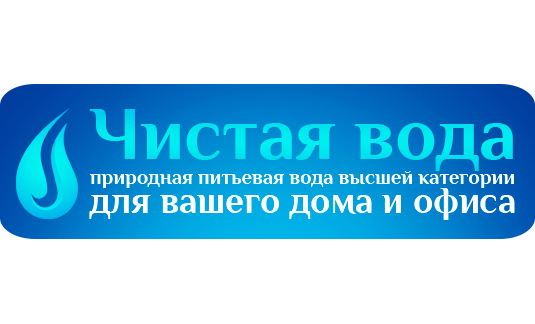 Чистая вода
природная питьевая вода высшей категории
для вашего дома и офиса